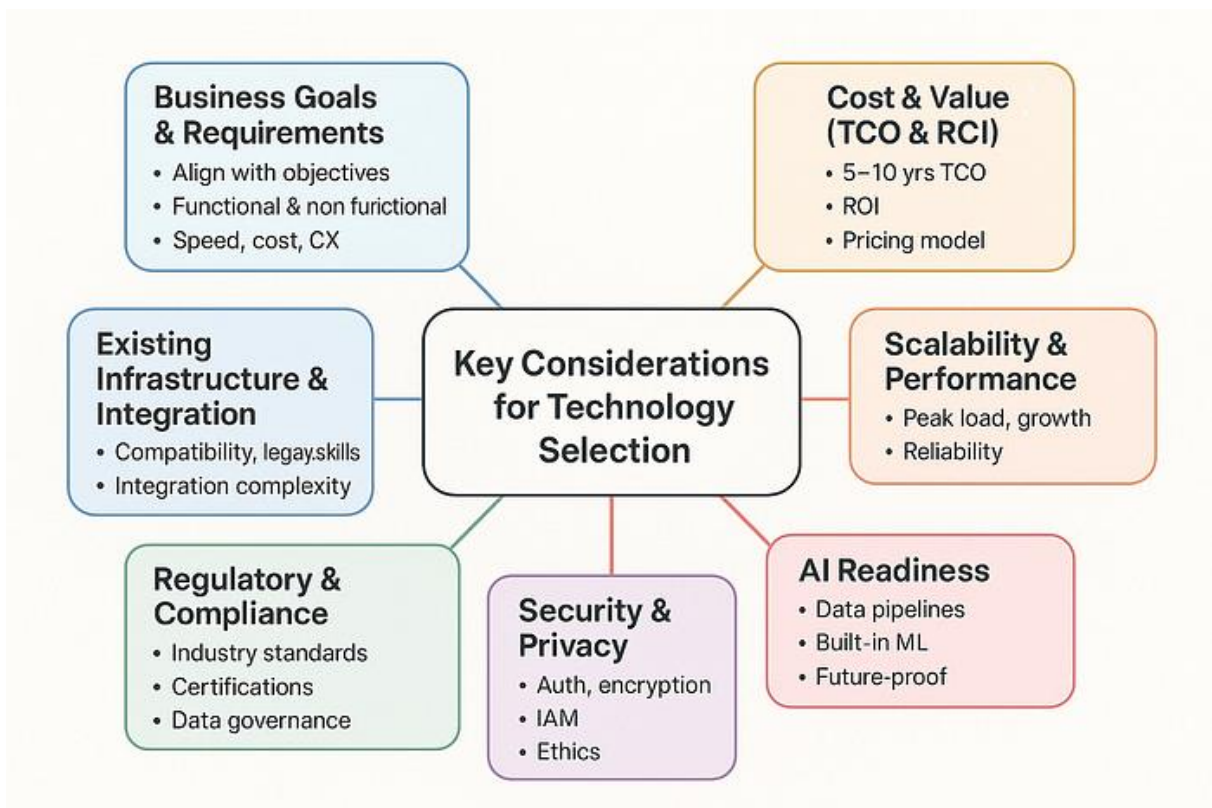 Business Goals
& Requirements
• Align with objectives
• Functional & non furictional
• Speed, cost, CX
Cost & Value
(TCO & RCI)
• 5–10 yrs TCO
• ROI
• Pricing model
Existing
Infrastructure &
Integration
• Compatibility, legay.skills
• Integration complexity
Key Considerations
for Technology
Selection
Scalability &
Performance
• Peak load, growth
• Reliability
Regulatory &
Compliance
• Industry standards
• Certifications
• Data governance
Security &
Privacy
• Auth, encryption
• IAM
• Ethics
AI Readiness
• Data pipelines
• Built-in ML
• Future-proof